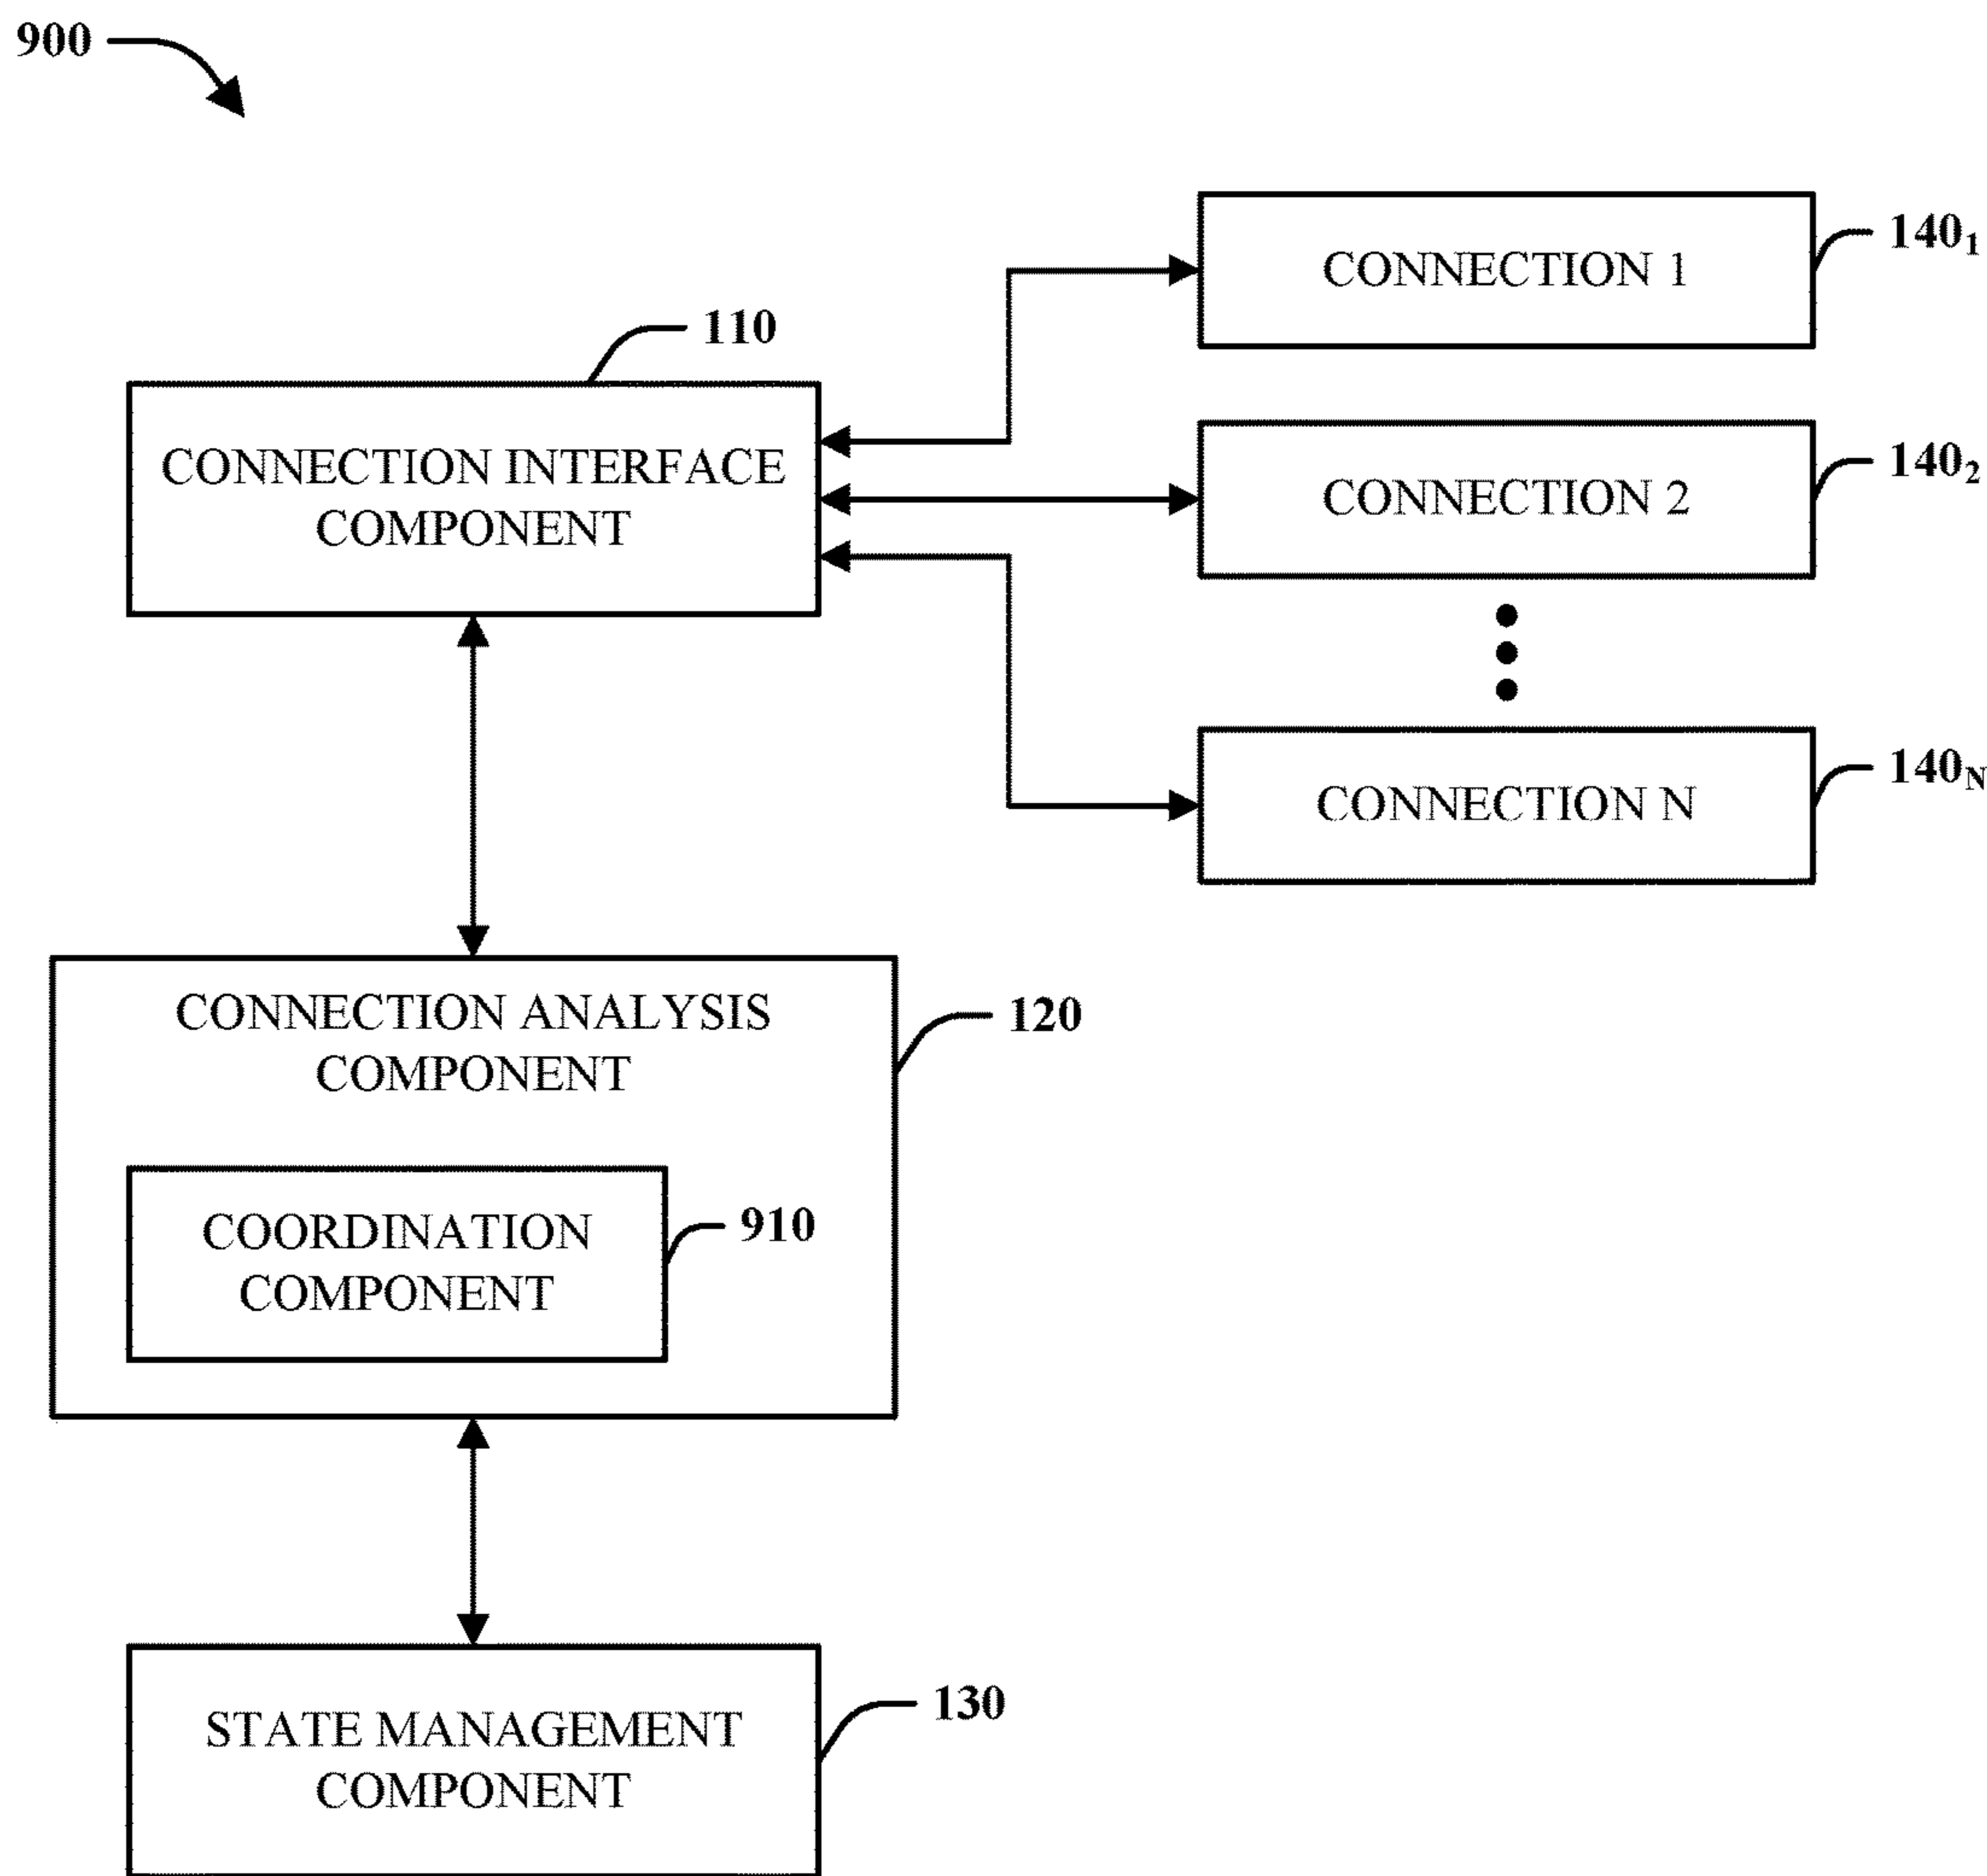 900
CONNECTION 1
140₁
110
CONNECTION INTERFACE
COMPONENT
CONNECTION 2
140₂
CONNECTION N
140N
CONNECTION ANALYSIS
COMPONENT
120
COORDINATION
COMPONENT
910
STATE MANAGEMENT
COMPONENT
130